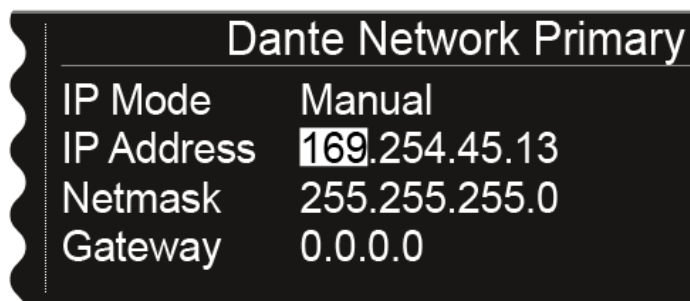 Dante Network Primary
IP Mode Manual
IP Address 169.254.45.13
Netmask 255.255.255.0
Gateway 0.0.0.0